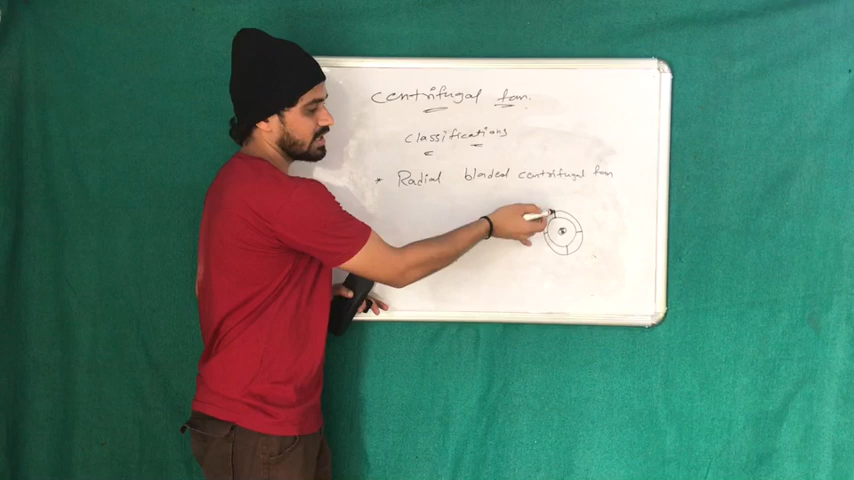 centrifugal fan.
classifications
* Radial bladed centrifugal fan